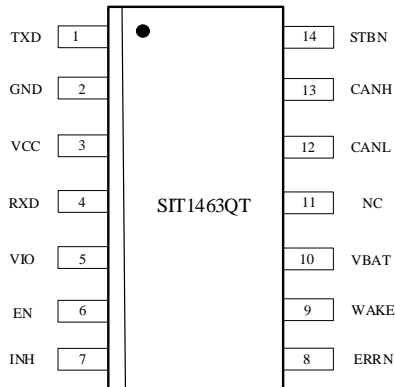 TXD 1 14 STBN
GND 2 13 CANH
VCC 3 12 CANL
RXD 4 SIT1463QT 11 NC
VIO 5 10 VBAT
EN 6 9 WAKE
INH 7 8 ERRN